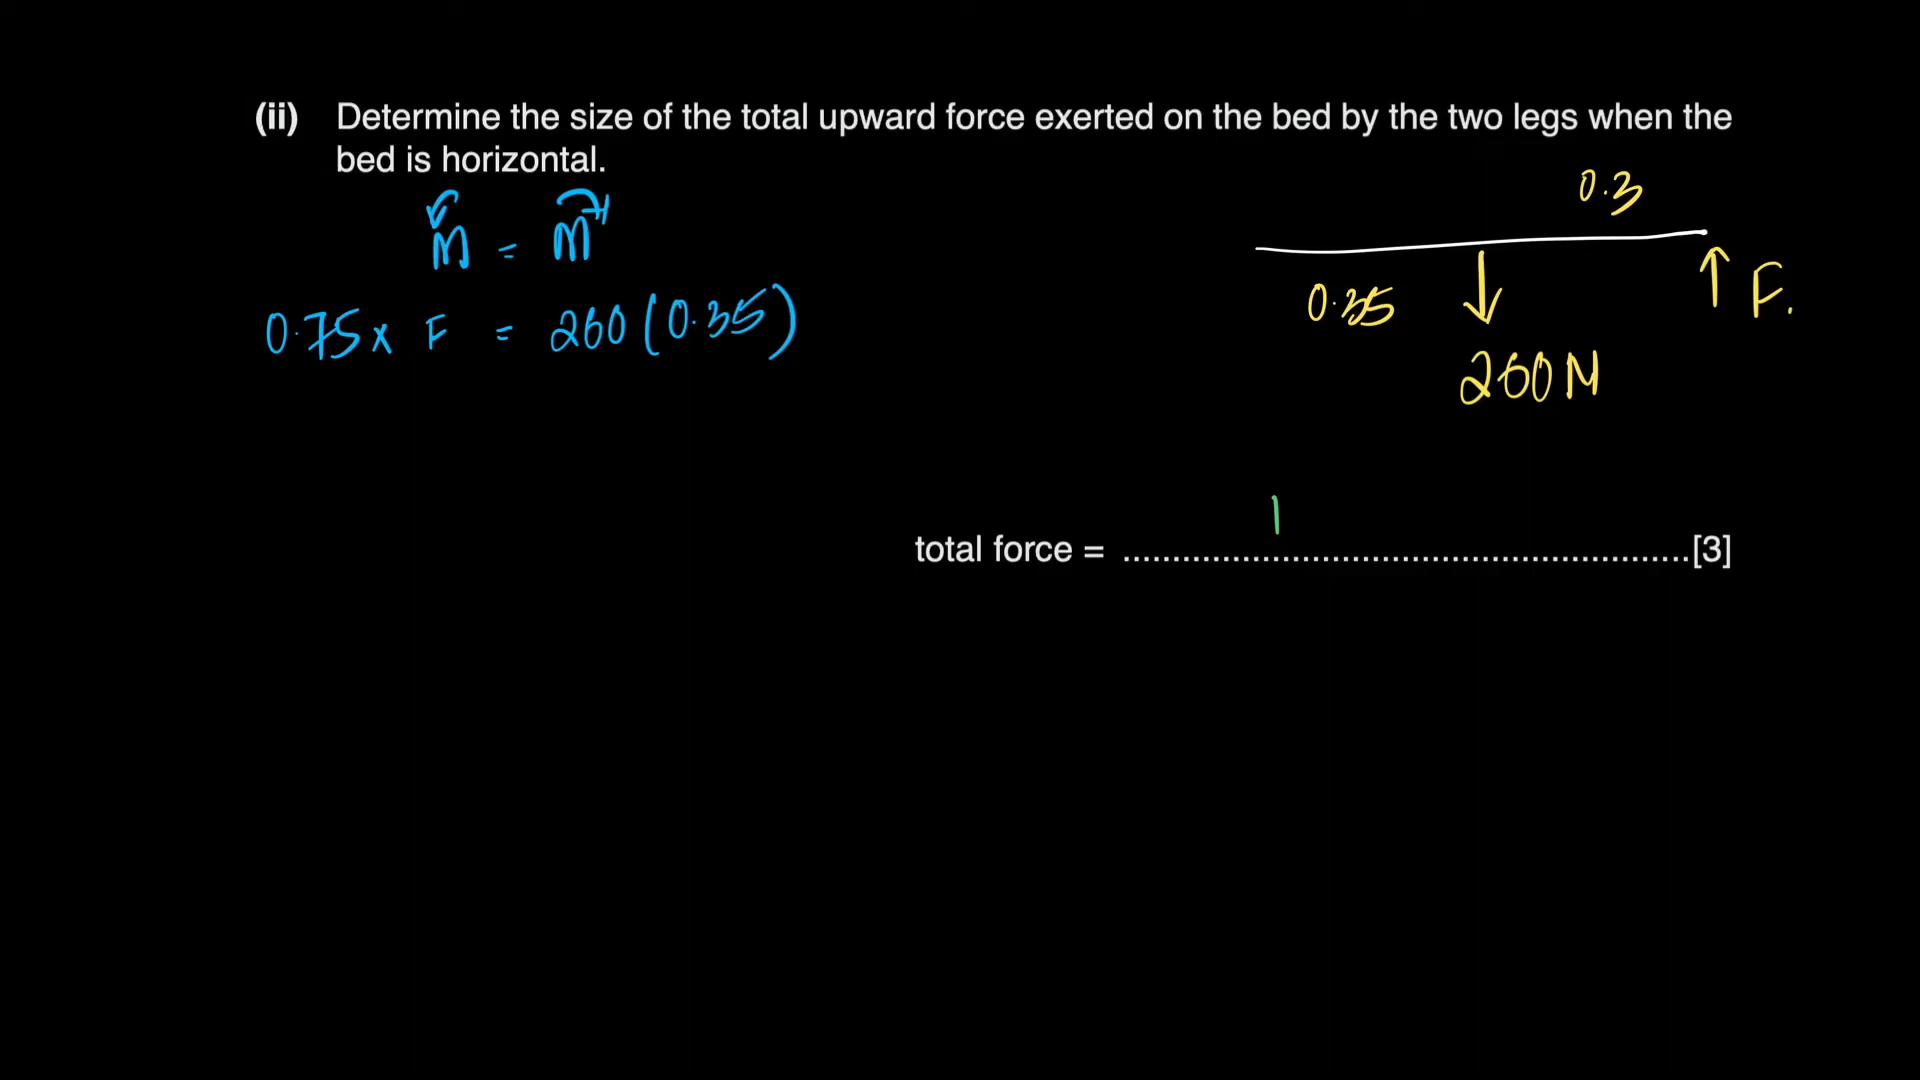 (ii) Determine the size of the total upward force exerted on the bed by the two legs when the
bed is horizontal.
0.3
M = M
0.35
F.
0.75 x F = 260 (0.35)
260 N
1
total force = ........................................................[3]